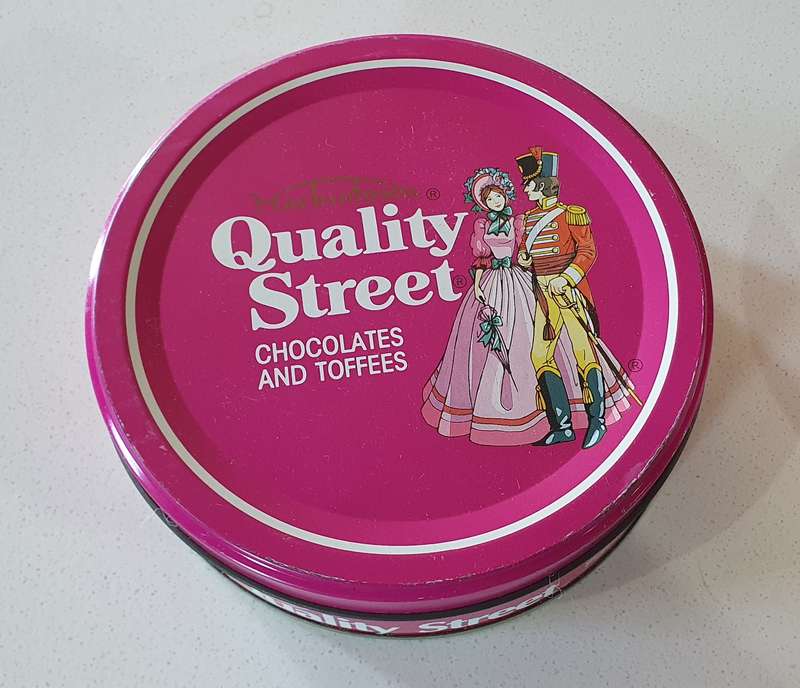 Mackintosh's ®
Quality
Street ®
CHOCOLATES
AND TOFFEES
®
Quality Street